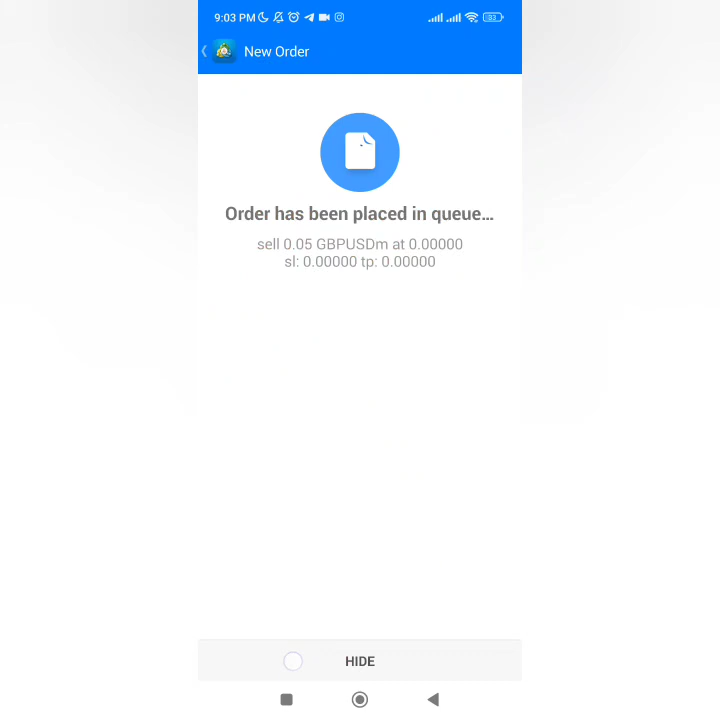 9:03 PM
83
New Order
Order has been placed in queue...
sell 0.05 GBPUSDm at 0.00000
sl: 0.00000 tp: 0.00000
HIDE